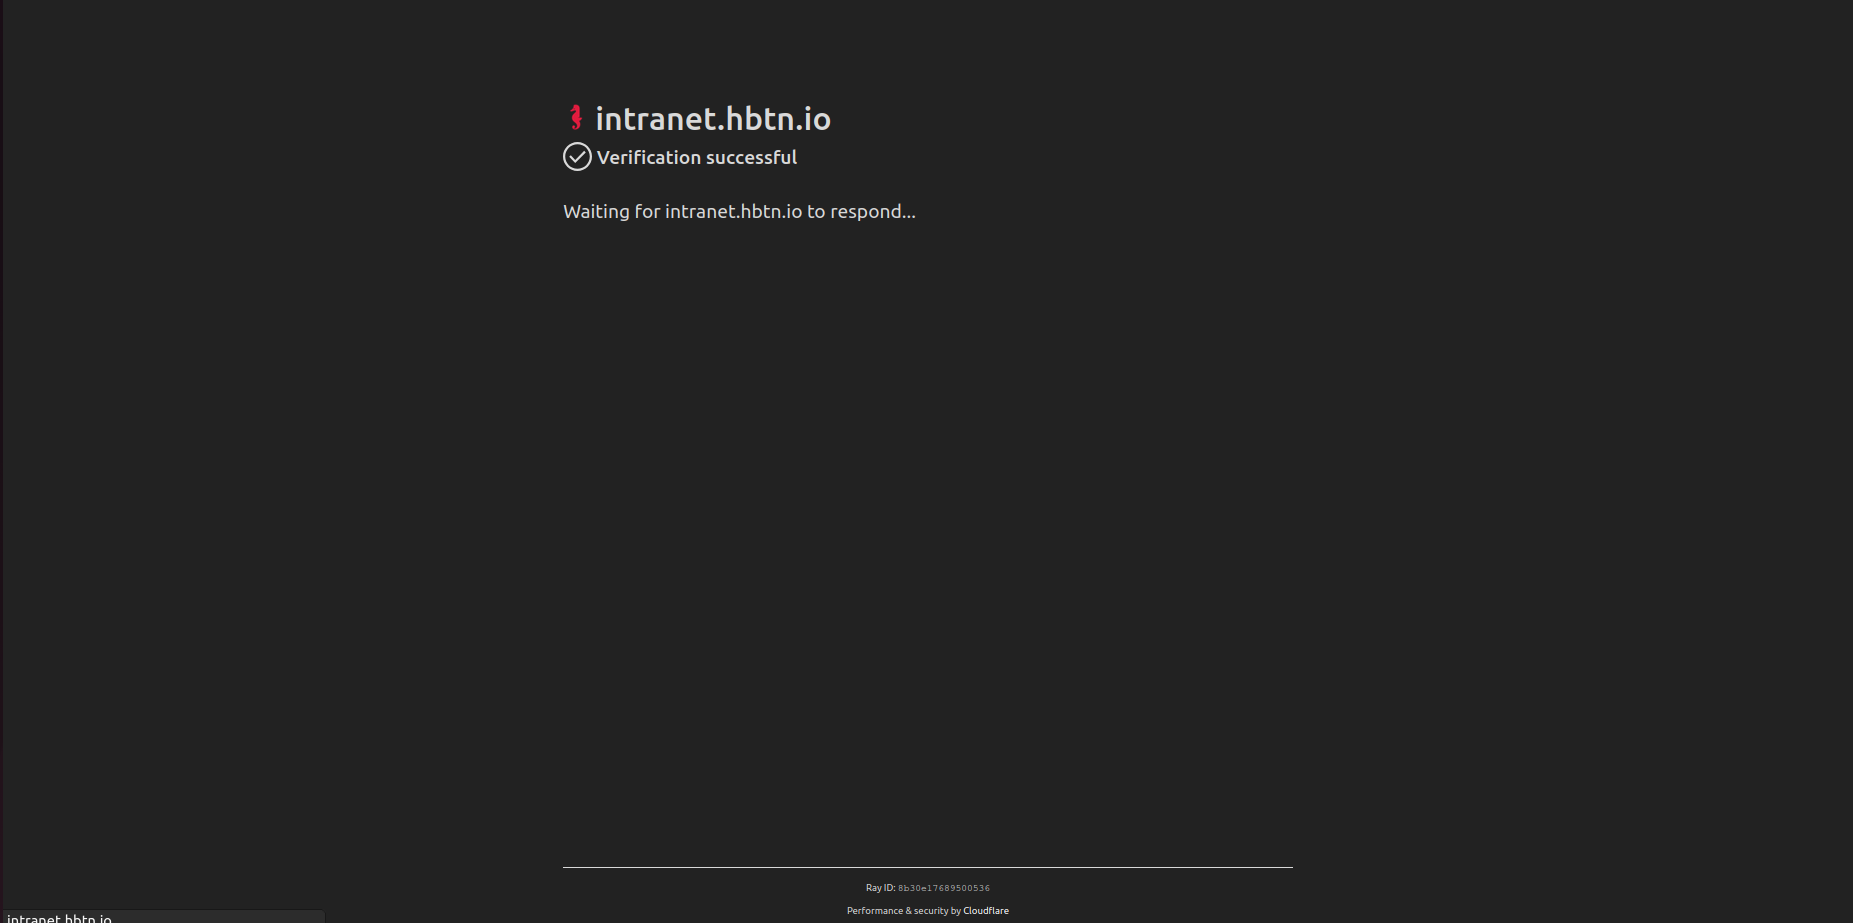 intranet.hbtn.io
Verification successful
Waiting for intranet.hbtn.io to respond...
Ray ID: 8b30e17689500536
Performance & security by Cloudflare
intranet.hbtn.io